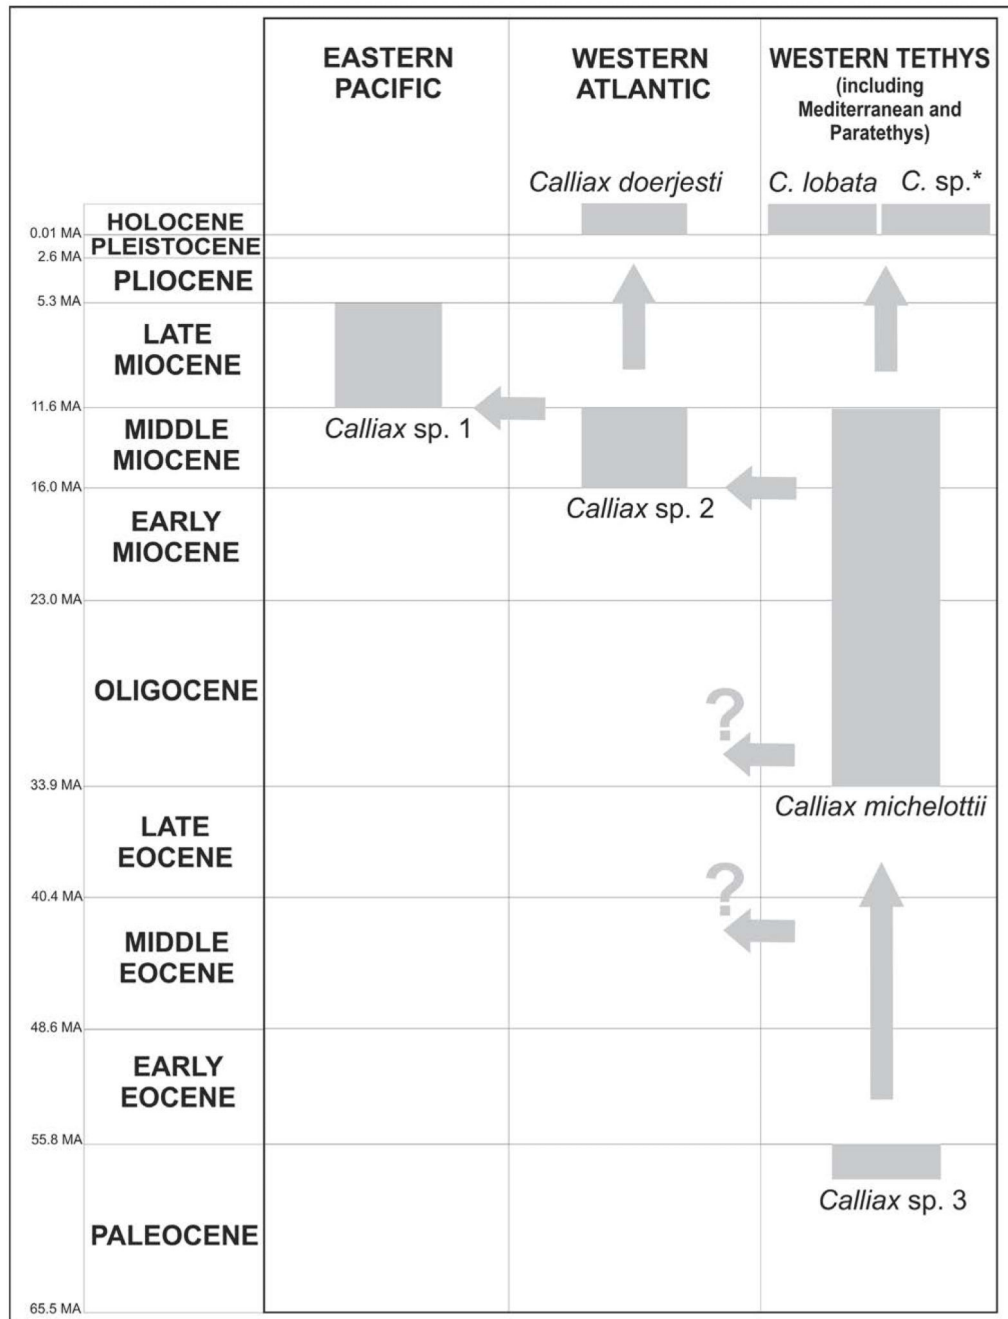 EASTERN
PACIFIC
WESTERN
ATLANTIC
WESTERN TETHYS
(including
Mediterranean and
Paratethys)
Calliax doerjesti
C. lobata
C. sp.*
HOLOCENE
0.01 MA
PLEISTOCENE
2.6 MA
PLIOCENE
5.3 MA
LATE
MIOCENE
11.6 MA
Calliax sp. 1
MIDDLE
MIOCENE
16.0 MA
Calliax sp. 2
EARLY
MIOCENE
23.0 MA
OLIGOCENE
?
33.9 MA
Calliax michelottii
LATE
EOCENE
?
40.4 MA
MIDDLE
EOCENE
48.6 MA
EARLY
EOCENE
55.8 MA
Calliax sp. 3
PALEOCENE
65.5 MA